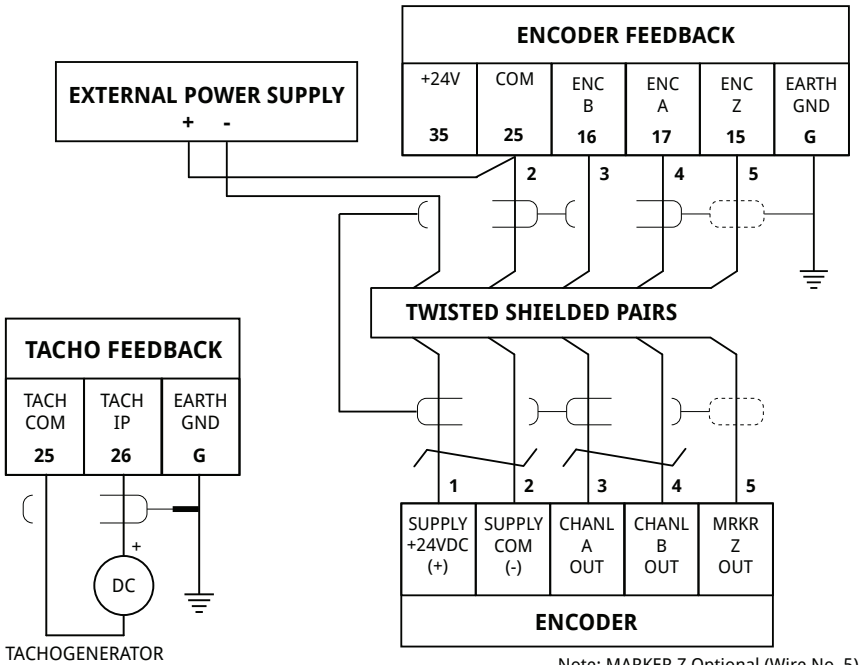 ENCODER FEEDBACK
+24V
35
COM
25
ENC
B
16
ENC
A
17
ENC
Z
15
EARTH
GND
G
EXTERNAL POWER SUPPLY
+ -
2 3 4 5
TWISTED SHIELDED PAIRS
TACHO FEEDBACK
TACH
COM
25
TACH
IP
26
EARTH
GND
G
+
DC
TACHOGENERATOR
1 2 3 4 5
SUPPLY
+24VDC
(+)
SUPPLY
COM
(-)
CHANL
A
OUT
CHANL
B
OUT
MRKR
Z
OUT
ENCODER
Note: MARKER Z Optional (Wire No. 5)